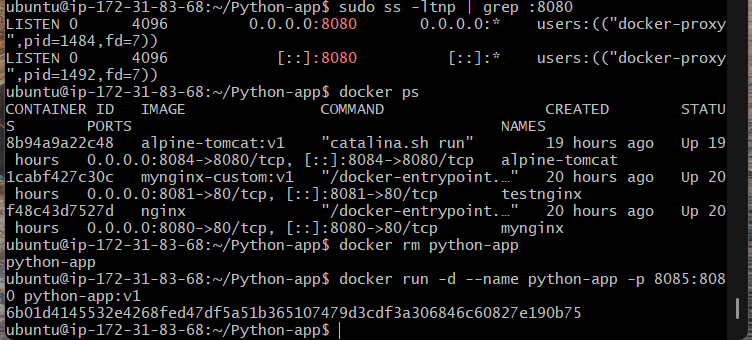 ubuntu@ip-172-31-83-68:~/Python-app$ sudo ss -ltnp | grep :8080
LISTEN 0      4096         0.0.0.0:8080       0.0.0.0:*    users:(("docker-proxy
",pid=1484,fd=7))
LISTEN 0      4096            [::]:8080          [::]:*    users:(("docker-proxy
",pid=1492,fd=7))
ubuntu@ip-172-31-83-68:~/Python-app$ docker ps
CONTAINER ID   IMAGE               COMMAND                  CREATED        STATU
S        PORTS                                     NAMES
8b94a9a22c48   alpine-tomcat:v1    "catalina.sh run"        19 hours ago   Up 19
 hours   0.0.0.0:8084->8080/tcp, [::]:8084->8080/tcp   alpine-tomcat
1cabf427c30c   mynginx-custom:v1   "/docker-entrypoint.…"   20 hours ago   Up 20
 hours   0.0.0.0:8081->80/tcp, [::]:8081->80/tcp       testnginx
f48c43d7527d   nginx               "/docker-entrypoint.…"   20 hours ago   Up 20
 hours   0.0.0.0:8080->80/tcp, [::]:8080->80/tcp       mynginx
ubuntu@ip-172-31-83-68:~/Python-app$ docker rm python-app
python-app
ubuntu@ip-172-31-83-68:~/Python-app$ docker run -d --name python-app -p 8085:808
0 python-app:v1
6b01d4145532e4268fed47df5a51b365107479d3cdf3a306846c60827e190b75
ubuntu@ip-172-31-83-68:~/Python-app$